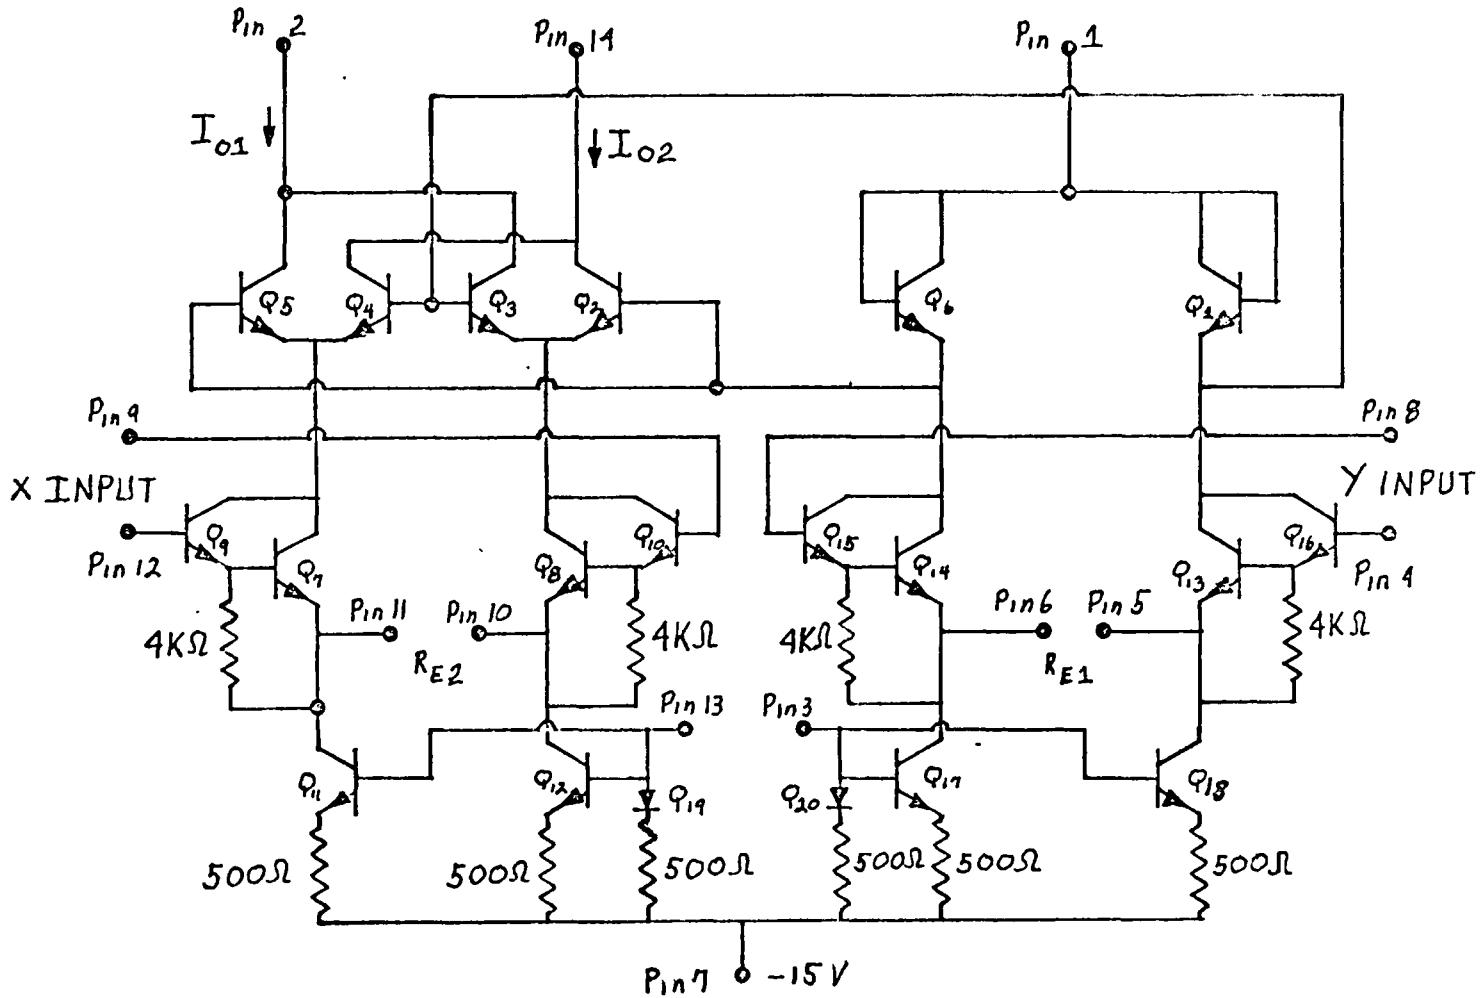 Pin 2
Pin 14
Pin 1
I01
I02
Q5
Q4
Q3
Q2
Q6
Q1
Pin 9
Pin 8
X INPUT
Y INPUT
Q9
Q10
Q15
Q16
Pin 12
Q7
Q8
Q14
Q13
Pin 4
Pin 11
Pin 10
Pin 6
Pin 5
4KΩ
4KΩ
4KΩ
4KΩ
RE2
RE1
Pin 13
Pin 3
Q11
Q12
Q19
Q20
Q17
Q18
500Ω
500Ω
500Ω
500Ω
500Ω
500Ω
Pin 7
-15V